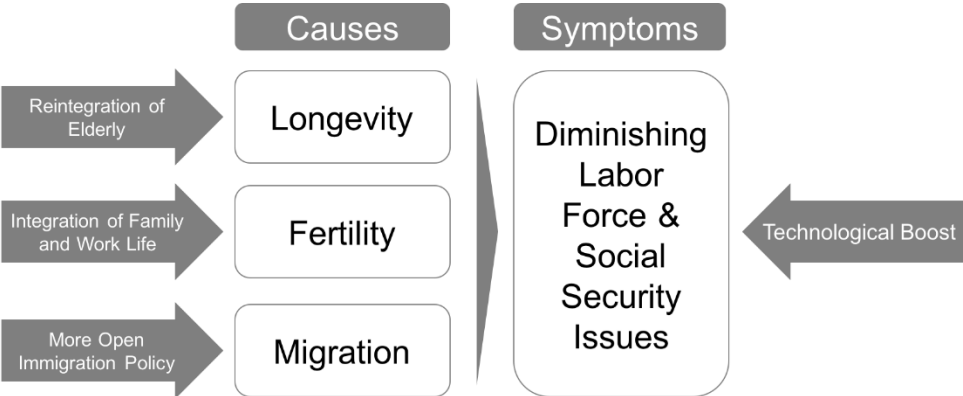 Causes
Symptoms
Reintegration of
Elderly
Longevity
Integration of Family
and Work Life
Fertility
More Open
Immigration Policy
Migration
Diminishing
Labor
Force &
Social
Security
Issues
Technological Boost